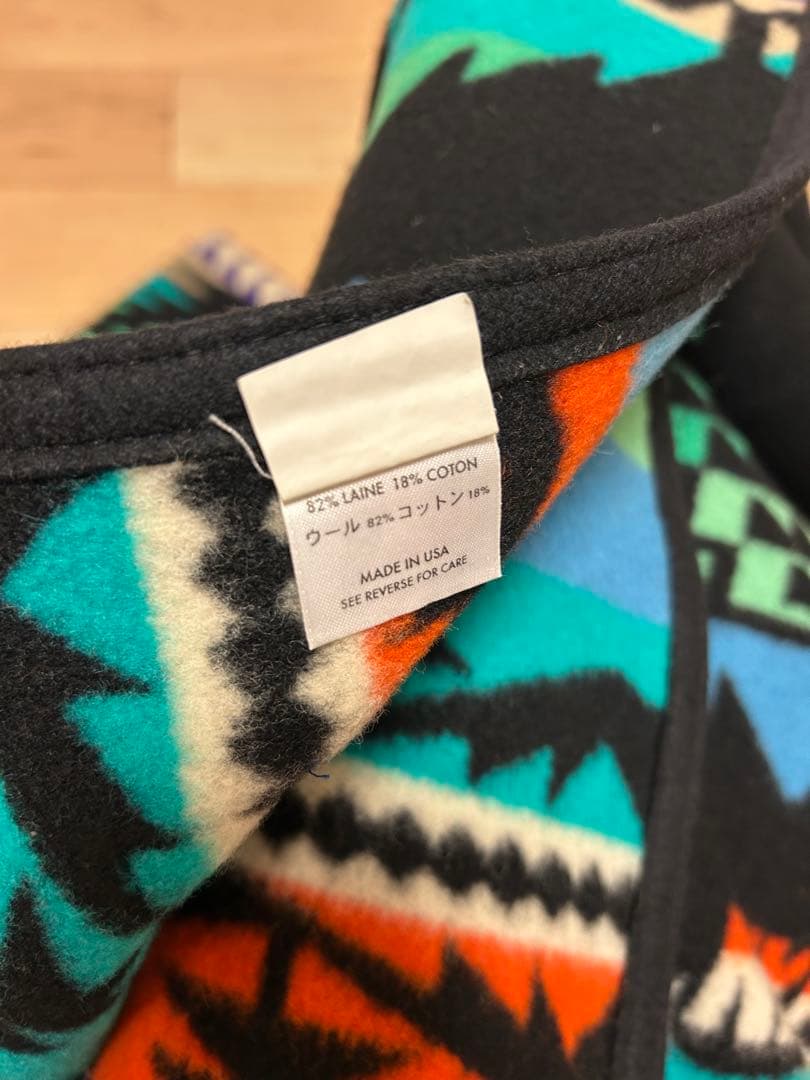 82% LAINE 18% COTON
ウール 82% コットン 18%
MADE IN USA
SEE REVERSE FOR CARE